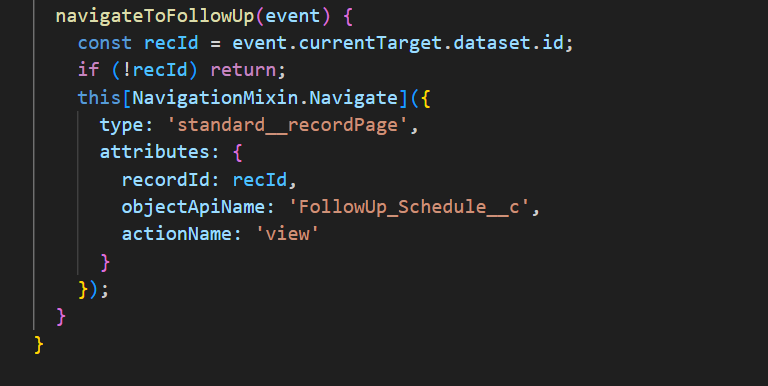 navigateToFollowUp(event) {
const recId = event.currentTarget.dataset.id;
if (!recId) return;
this[NavigationMixin.Navigate]({
type: 'standard__recordPage',
attributes: {
recordId: recId,
objectApiName: 'FollowUp_Schedule__c',
actionName: 'view'
}
});
}
}